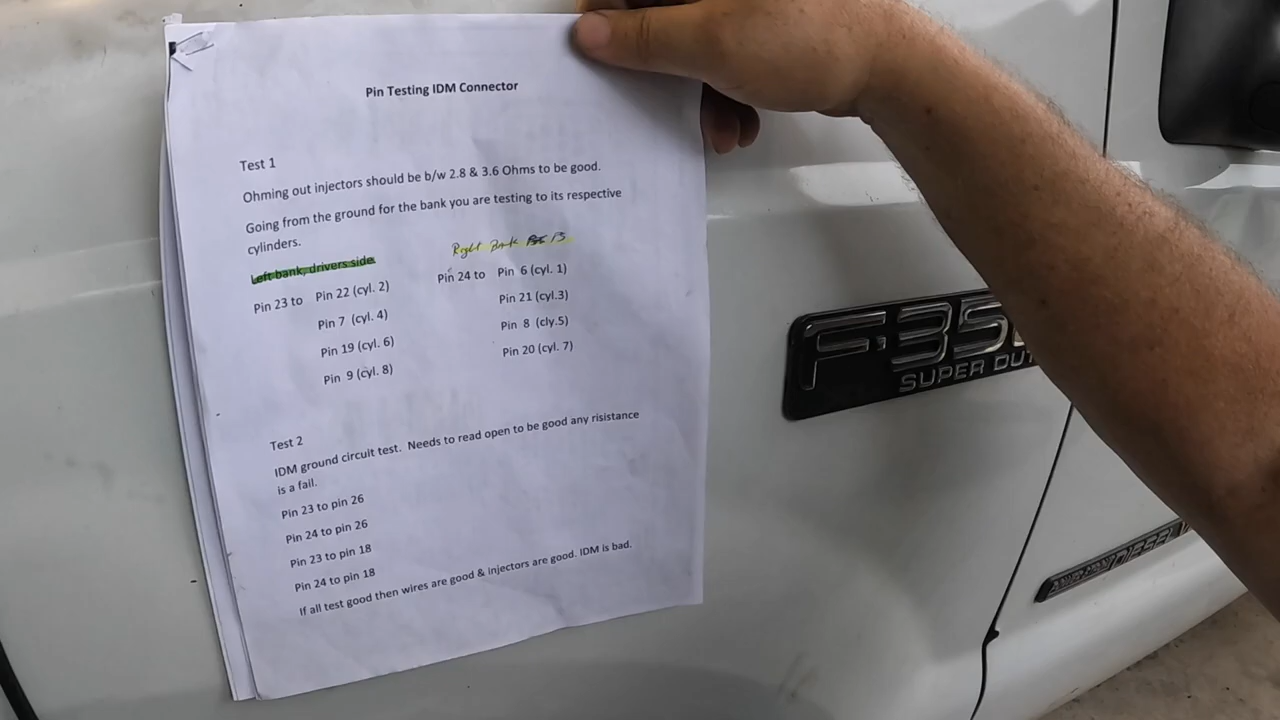 Pin Testing IDM Connector
Test 1
Ohming out injectors should be b/w 2.8 & 3.6 Ohms to be good.
Going from the ground for the bank you are testing to its respective
cylinders.
Left bank, drivers side.
Right Bank
Pin 23 to Pin 22 (cyl. 2)
Pin 7 (cyl. 4)
Pin 19 (cyl. 6)
Pin 9 (cyl. 8)
Pin 24 to Pin 6 (cyl. 1)
Pin 21 (cyl.3)
Pin 8 (cly.5)
Pin 20 (cyl. 7)
Test 2
IDM ground circuit test. Needs to read open to be good any risistance
is a fail.
Pin 23 to pin 26
Pin 24 to pin 26
Pin 23 to pin 18
Pin 24 to pin 18
If all test good then wires are good & Injectors are good. IDM is bad.
F-35
SUPER DUT
DIESEL